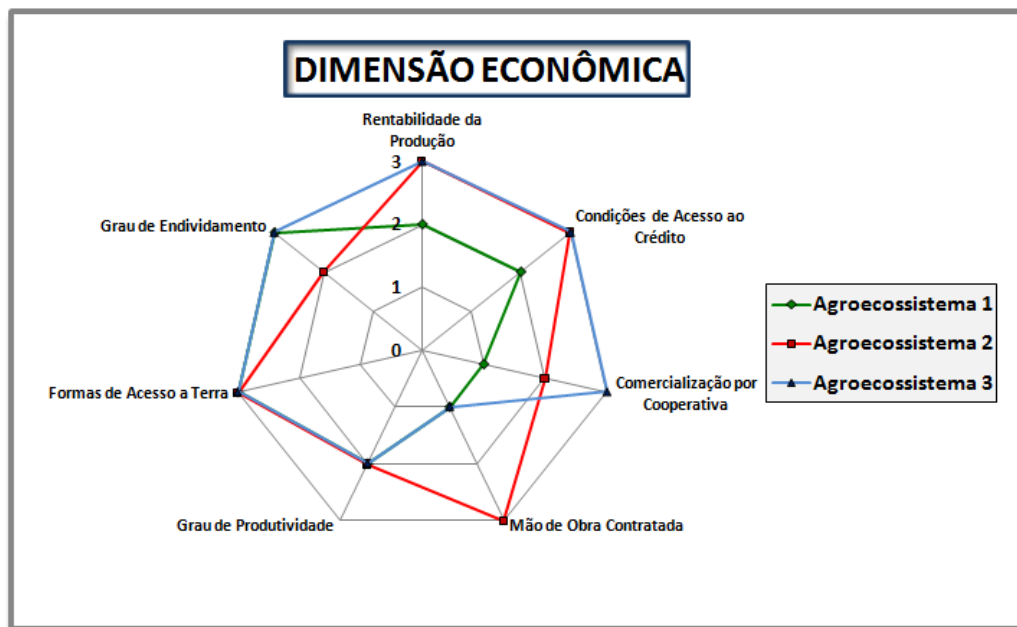 DIMENSÃO ECONÔMICA
Rentabilidade da
Produção
3
Condições de Acesso ao
Crédito
Grau de Endividamento
2
1
Agroecossistema 1
Agroecossistema 2
Agroecossistema 3
0
Comercialização por
Cooperativa
Formas de Acesso a Terra
Grau de Produtividade
Mão de Obra Contratada